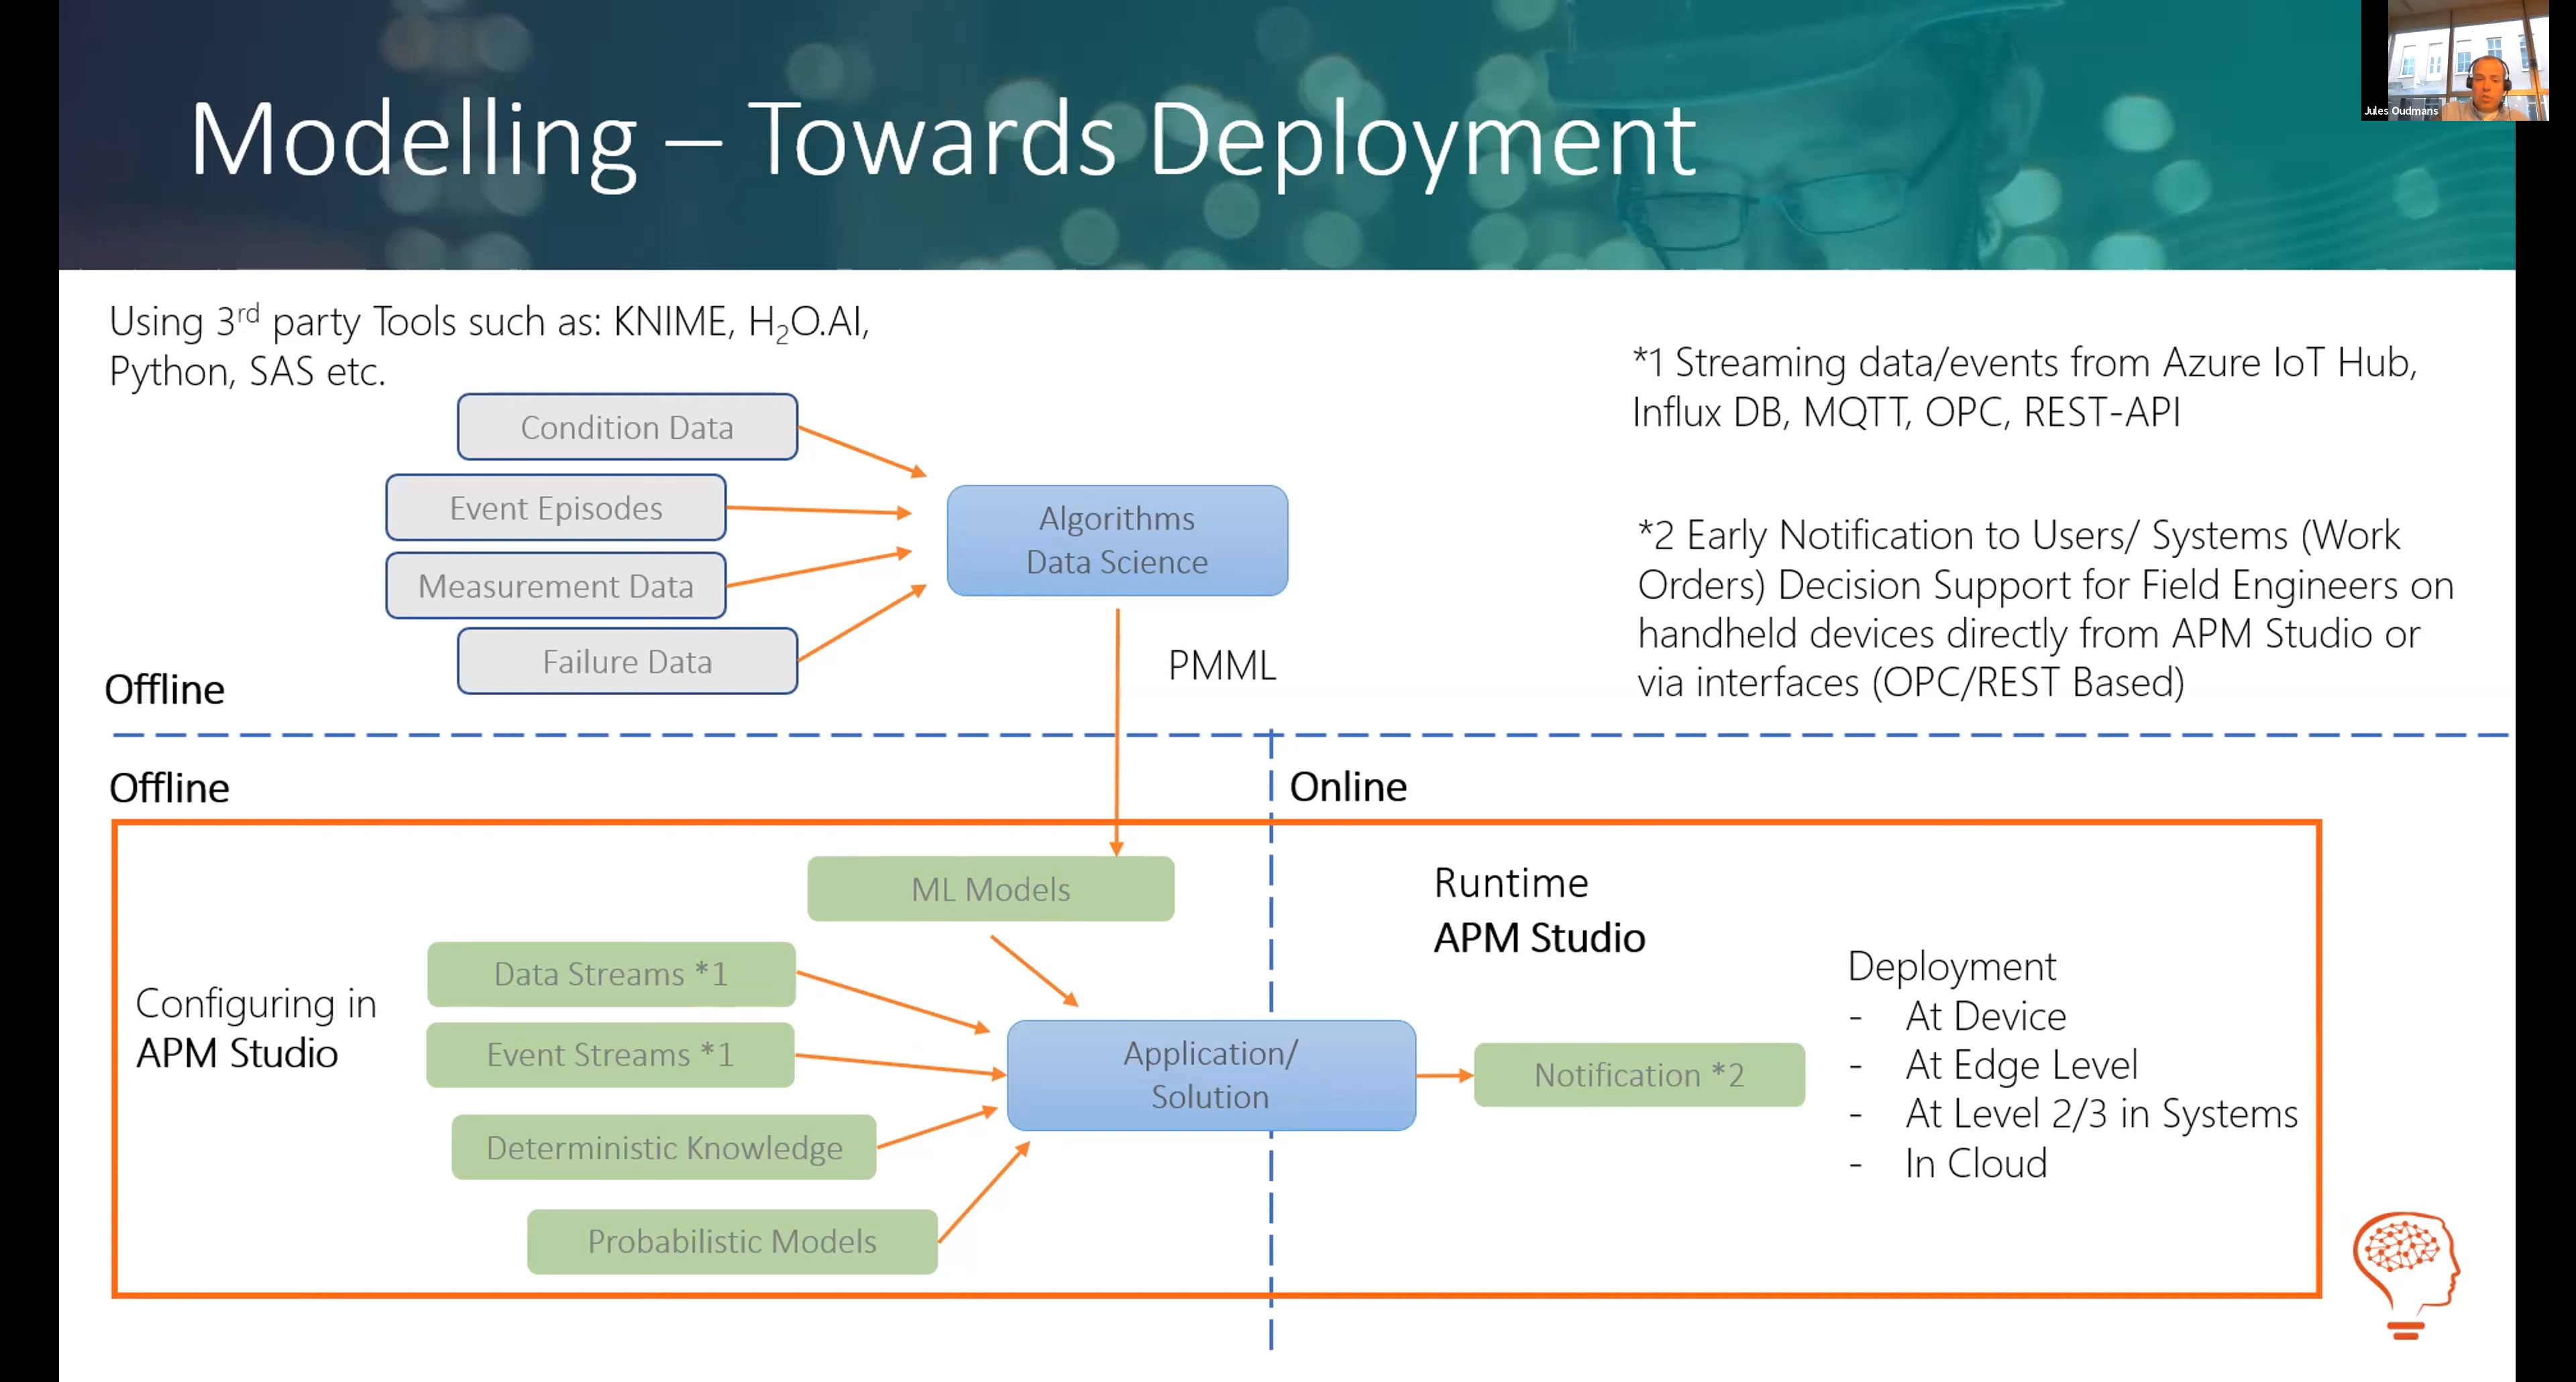 Modelling – Towards Deployment
Jules Oudmans
Using 3rd party Tools such as: KNIME, H2O.AI,
Python, SAS etc.
Condition Data
Event Episodes
Measurement Data
Failure Data
Algorithms
Data Science
PMML
*1 Streaming data/events from Azure IoT Hub,
Influx DB, MQTT, OPC, REST-API
*2 Early Notification to Users/ Systems (Work
Orders) Decision Support for Field Engineers on
handheld devices directly from APM Studio or
via interfaces (OPC/REST Based)
Offline
Offline
Online
ML Models
Data Streams *1
Event Streams *1
Deterministic Knowledge
Probabilistic Models
Configuring in
APM Studio
Application/
Solution
Runtime
APM Studio
Notification *2
Deployment
- At Device
- At Edge Level
- At Level 2/3 in Systems
- In Cloud